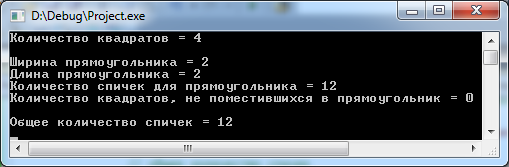 D:\Debug\Project.exe
Количество квадратов = 4
Ширина прямоугольника = 2
Длина прямоугольника = 2
Количество спичек для прямоугольника = 12
Количество квадратов, не поместившихся в прямоугольник = 0
Общее количество спичек = 12